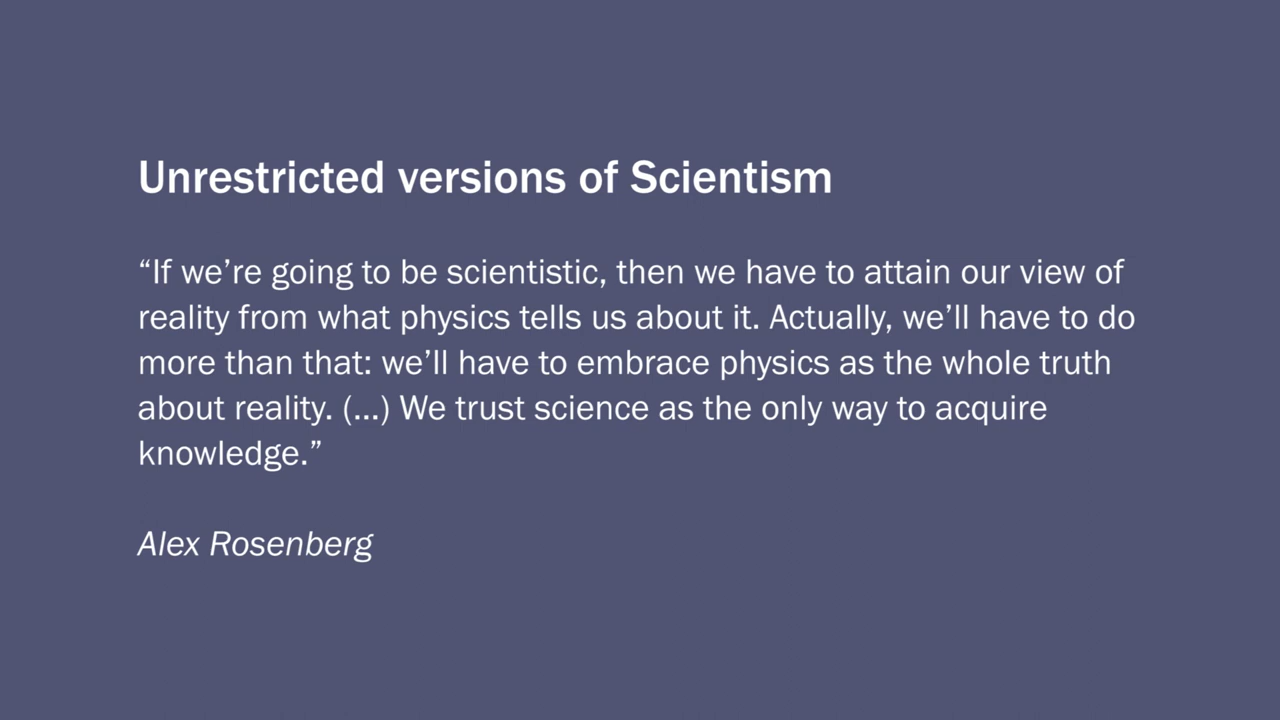 Unrestricted versions of Scientism
“If we’re going to be scientistic, then we have to attain our view of
reality from what physics tells us about it. Actually, we’ll have to do
more than that: we’ll have to embrace physics as the whole truth
about reality. (...) We trust science as the only way to acquire
knowledge.”
Alex Rosenberg